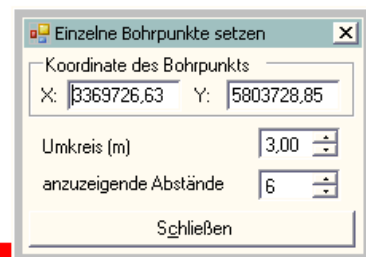 Einzelne Bohrpunkte setzen
Koordinate des Bohrpunkts
X: 3369726,63 Y: 5803728,85
Umkreis (m) 3,00
anzuzeigende Abstände 6
Schließen